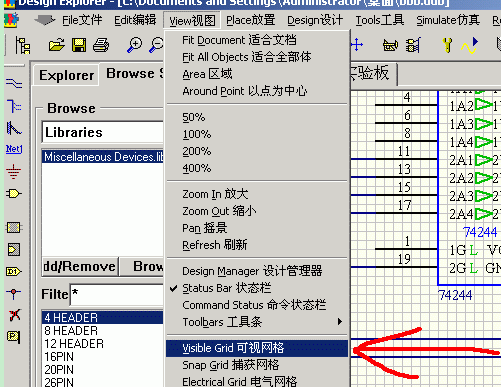 Design Explorer - [C:\Documents and Settings\Administrator\桌面\bbb.ddb]
File文件 Edit编辑 View视图 Place放置 Design设计 Tools工具 Simulate仿真
Explorer Browse
实验板
Browse
Libraries
Miscellaneous Devices.lib
dd/Remove Brow
Filte *
4 HEADER
8 HEADER
12 HEADER
16PIN
20PIN
26PIN
Net1
D1
Fit Document 适合文档
Fit All Objects 适合全部体
Area 区域
Around Point 以点为中心
50%
100%
200%
400%
Zoom In 放大
Zoom Out 缩小
Pan 摇景
Refresh 刷新
Design Manager 设计管理器
Status Bar 状态栏
Command Status 命令状态栏
Toolbars 工具条
Visible Grid 可视网格
Snap Grid 捕获网格
Electrical Grid 电气网格
4 1A2
6 1A3
8 1A4
11 2A1
13 2A2
15 2A3
17 2A4
74244
1 1G
19 2G
74244